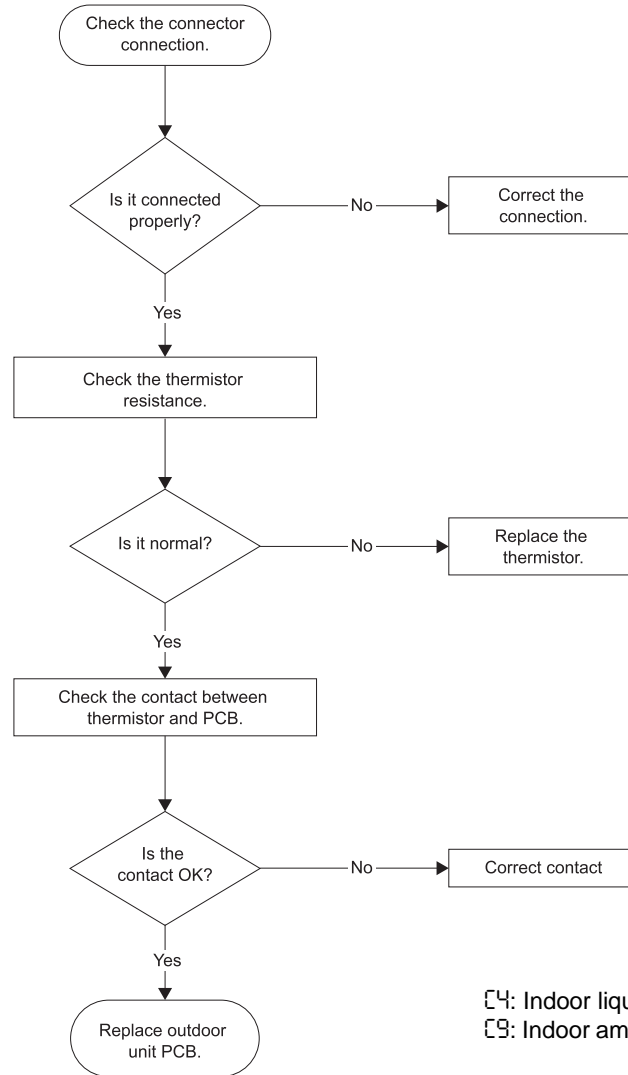 Check the connector
connection.
Is it connected
properly?
No
Correct the
connection.
Yes
Check the thermistor
resistance.
Is it normal?
No
Replace the
thermistor.
Yes
Check the contact between
thermistor and PCB.
Is the
contact OK?
No
Correct contact
Yes
Replace outdoor
unit PCB.
C4: Indoor
C9: Indoor